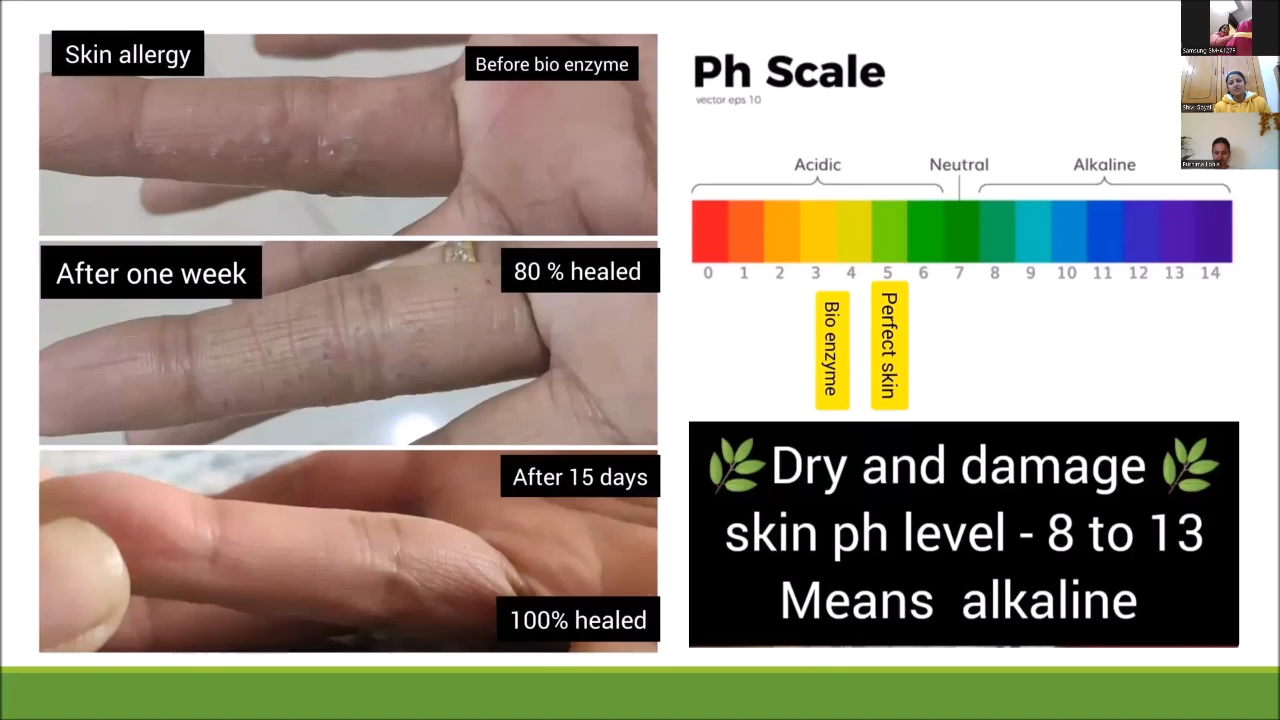 Skin allergy
Before bio enzyme
After one week
80 % healed
After 15 days
100% healed
Ph Scale
vector eps 10
Acidic Neutral Alkaline
0 1 2 3 4 5 6 7 8 9 10 11 12 13 14
Bio enzyme
Perfect skin
Dry and damage
skin ph level - 8 to 13
Means alkaline